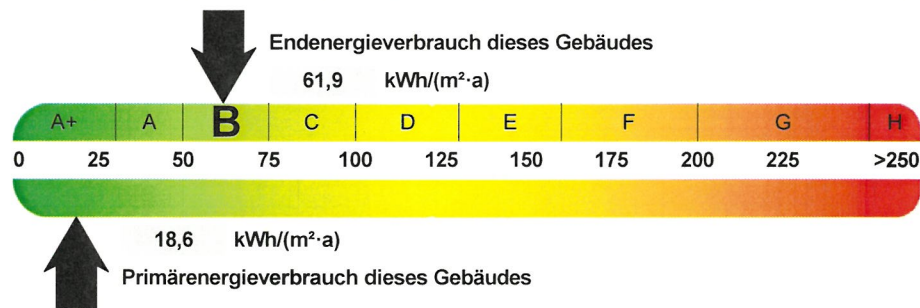 Endenergieverbrauch dieses Gebäudes
61,9 kWh/(m²·a)
A+ A B C D E F G H
0 25 50 75 100 125 150 175 200 225 >250
18,6 kWh/(m²·a)
Primärenergieverbrauch dieses Gebäudes